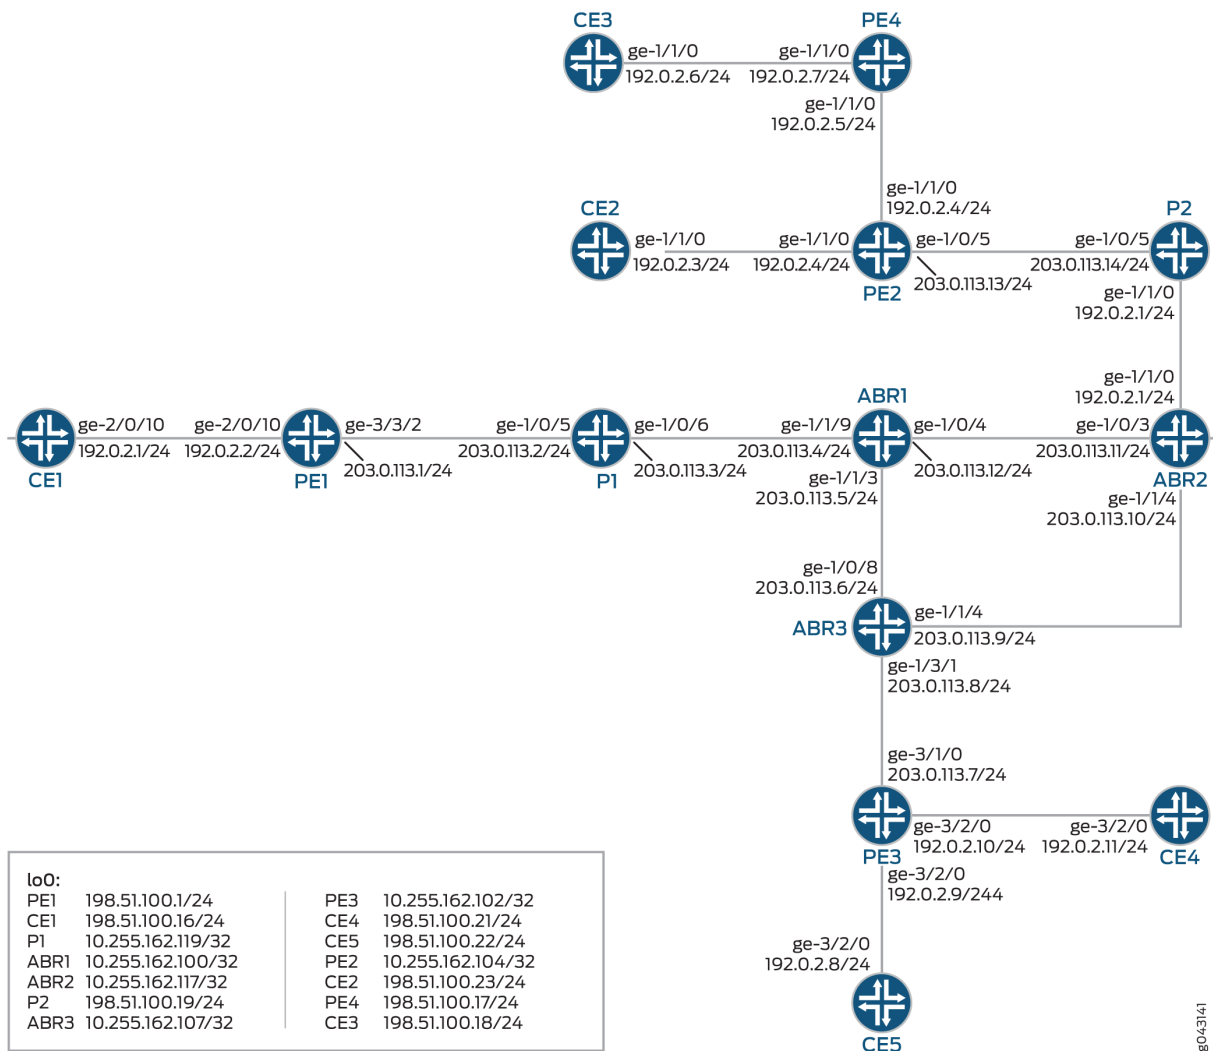 CE3
PE4
ge-1/1/0
ge-1/1/0
192.0.2.6/24
192.0.2.7/24
ge-1/1/0
192.0.2.5/24
ge-1/1/0
192.0.2.4/24
CE2
P2
ge-1/1/0
ge-1/1/0
ge-1/0/5
ge-1/0/5
192.0.2.3/24
192.0.2.4/24
203.0.113.13/24
203.0.113.14/24
PE2
ge-1/1/0
192.0.2.1/24
ge-1/1/0
192.0.2.1/24
ABR1
ge-2/0/10
ge-2/0/10
ge-3/3/2
ge-1/0/5
ge-1/0/6
ge-1/1/9
ge-1/0/4
ge-1/0/3
192.0.2.1/24
192.0.2.2/24
203.0.113.1/24
203.0.113.2/24
203.0.113.3/24
203.0.113.4/24
203.0.113.12/24
203.0.113.11/24
CE1
PE1
P1
ABR2
ge-1/1/3
203.0.113.5/24
ge-1/1/4
203.0.113.10/24
ge-1/0/8
203.0.113.6/24
ABR3
ge-1/1/4
203.0.113.9/24
ge-1/3/1
203.0.113.8/24
ge-3/1/0
203.0.113.7/24
ge-3/2/0
ge-3/2/0
192.0.2.10/24
192.0.2.11/24
PE3
CE4
ge-3/2/0
192.0.2.9/244
ge-3/2/0
192.0.2.8/24
CE5
lo0:
PE1 198.51.100.1/24
CE1 198.51.100.16/24
P1 10.255.162.119/32
ABR1 10.255.162.100/32
ABR2 10.255.162.117/32
P2 198.51.100.19/24
ABR3 10.255.162.107/32
PE3 10.255.162.102/32
CE4 198.51.100.21/24
CE5 198.51.100.22/24
PE2 10.255.162.104/32
CE2 198.51.100.23/24
PE4 198.51.100.17/24
CE3 198.51.100.18/24
g043141